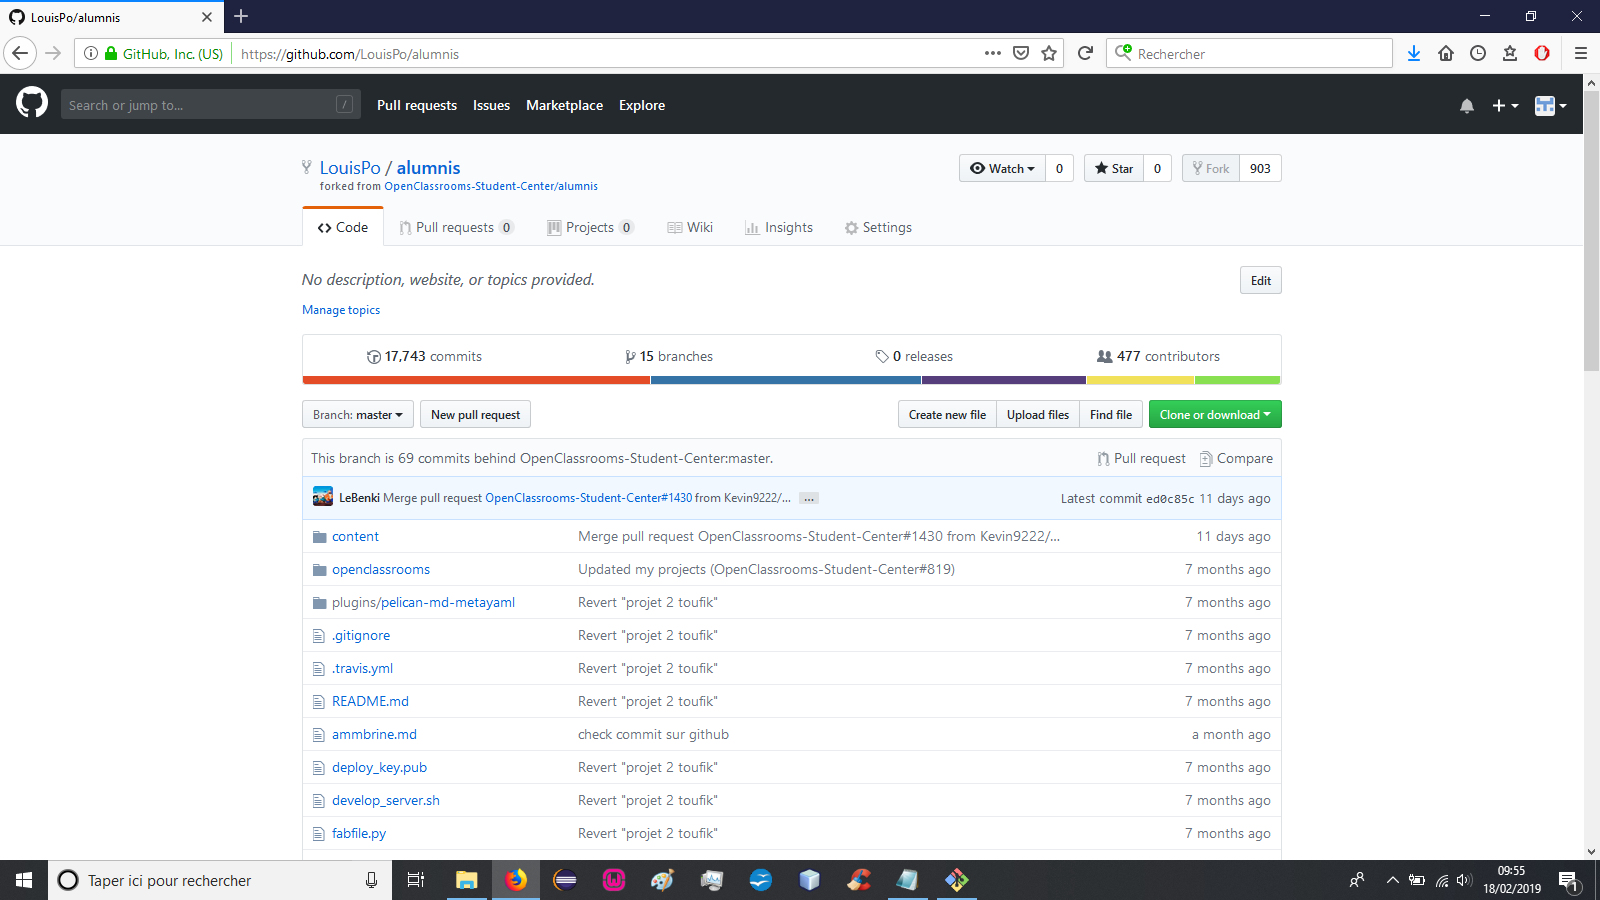 LouisPo/alumnis
GitHub, Inc. (US) https://github.com/LouisPo/alumnis Rechercher
Search or jump to... / Pull requests Issues Marketplace Explore
LouisPo / alumnis Watch 0 Star 0 Fork 903
forked from OpenClassrooms-Student-Center/alumnis
Code Pull requests 0 Projects 0 Wiki Insights Settings
No description, website, or topics provided. Edit
Manage topics
17,743 commits 15 branches 0 releases 477 contributors
Branch: master New pull request Create new file Upload files Find file Clone or download
This branch is 69 commits behind OpenClassrooms-Student-Center:master. Pull request Compare
LeBenki Merge pull request OpenClassrooms-Student-Center#1430 from Kevin9222/... ... Latest commit ed0c85c 11 days ago
content Merge pull request OpenClassrooms-Student-Center#1430 from Kevin9222/... 11 days ago
openclassrooms Updated my projects (OpenClassrooms-Student-Center#819) 7 months ago
plugins/pelican-md-metayaml Revert "projet 2 toufik" 7 months ago
.gitignore Revert "projet 2 toufik" 7 months ago
.travis.yml Revert "projet 2 toufik" 7 months ago
README.md Revert "projet 2 toufik" 7 months ago
ammbrine.md check commit sur github a month ago
deploy_key.pub Revert "projet 2 toufik" 7 months ago
develop_server.sh Revert "projet 2 toufik" 7 months ago
fabfile.py Revert "projet 2 toufik" 7 months ago
Taper ici pour rechercher 09:55
18/02/2019 1